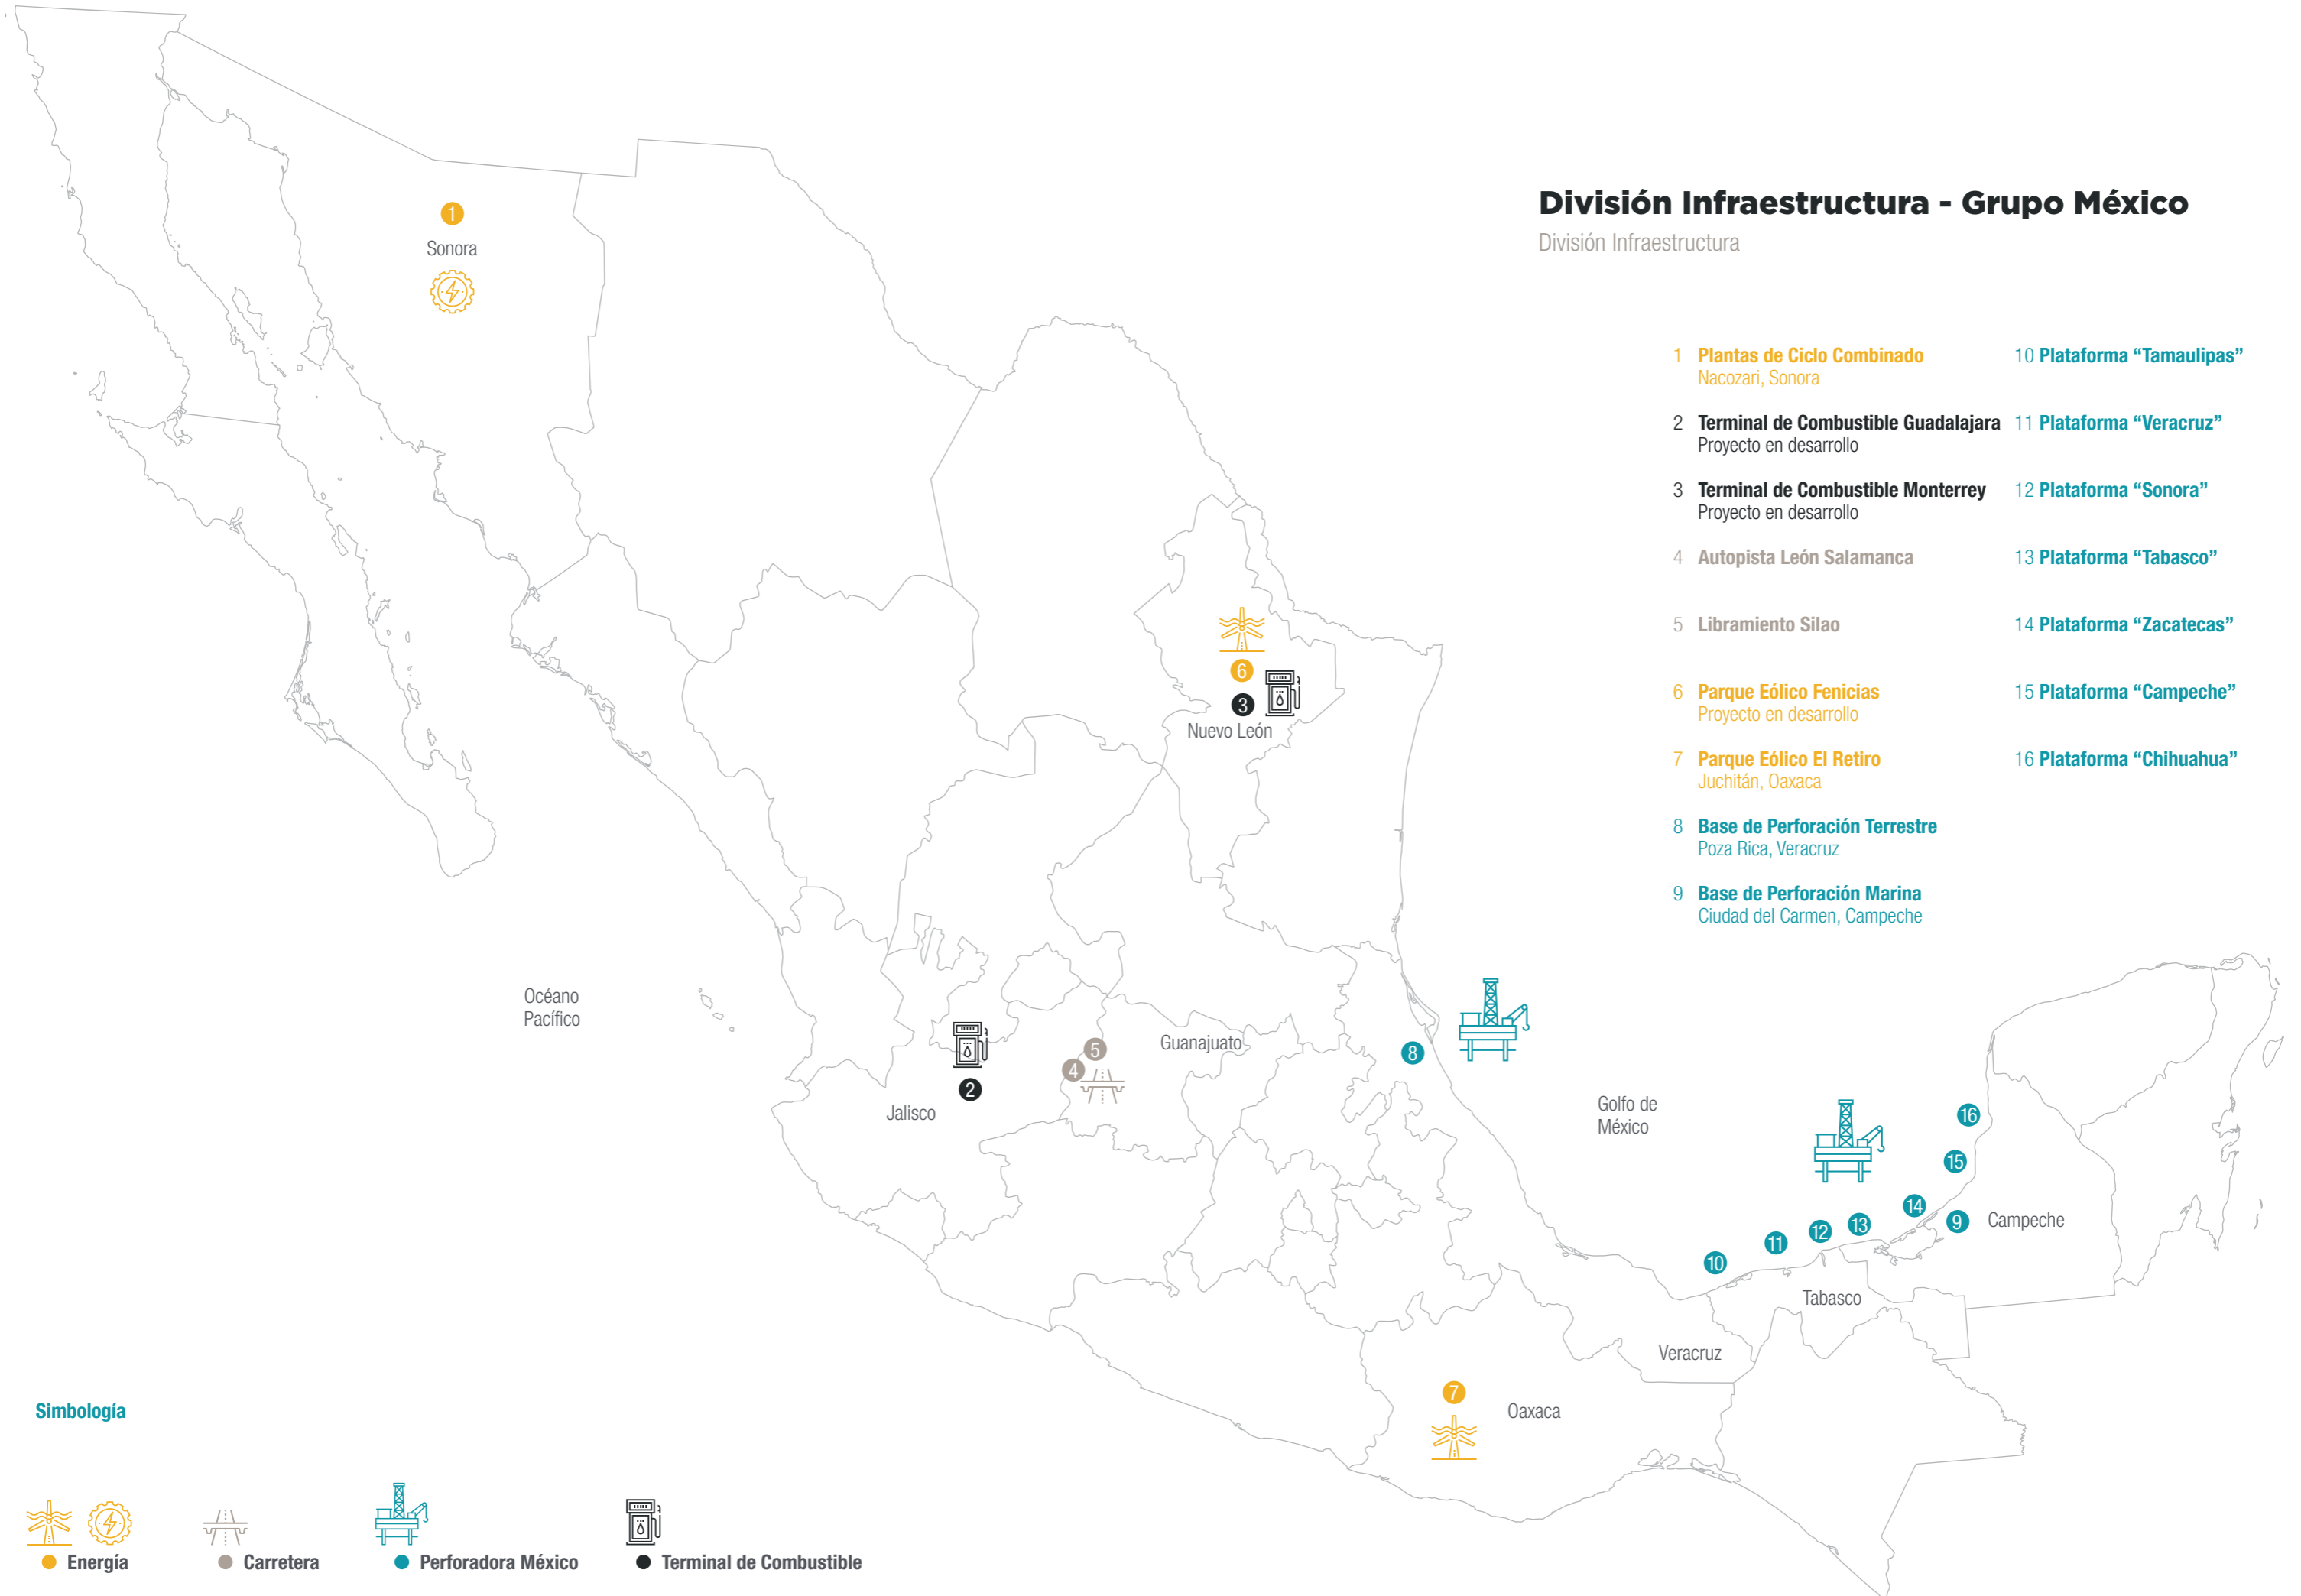 División Infraestructura - Grupo México
División Infraestructura
1 Plantas de Ciclo Combinado
Nacozari, Sonora
2 Terminal de Combustible Guadalajara
Proyecto en desarrollo
3 Terminal de Combustible Monterrey
Proyecto en desarrollo
4 Autopista León Salamanca
5 Libramiento Silao
6 Parque Eólico Fenicias
Proyecto en desarrollo
7 Parque Eólico El Retiro
Juchitán, Oaxaca
8 Base de Perforación Terrestre
Poza Rica, Veracruz
9 Base de Perforación Marina
Ciudad del Carmen, Campeche
10 Plataforma “Tamaulipas”
11 Plataforma “Veracruz”
12 Plataforma “Sonora”
13 Plataforma “Tabasco”
14 Plataforma “Zacatecas”
15 Plataforma “Campeche”
16 Plataforma “Chihuahua”
1
Sonora
6
3
Nuevo León
Océano
Pacífico
2
Jalisco
5
4
Guanajuato
8
Golfo de
México
16
15
14
9
Campeche
13
12
11
10
Tabasco
Veracruz
7
Oaxaca
Simbología
Energía
Carretera
Perforadora México
Terminal de Combustible